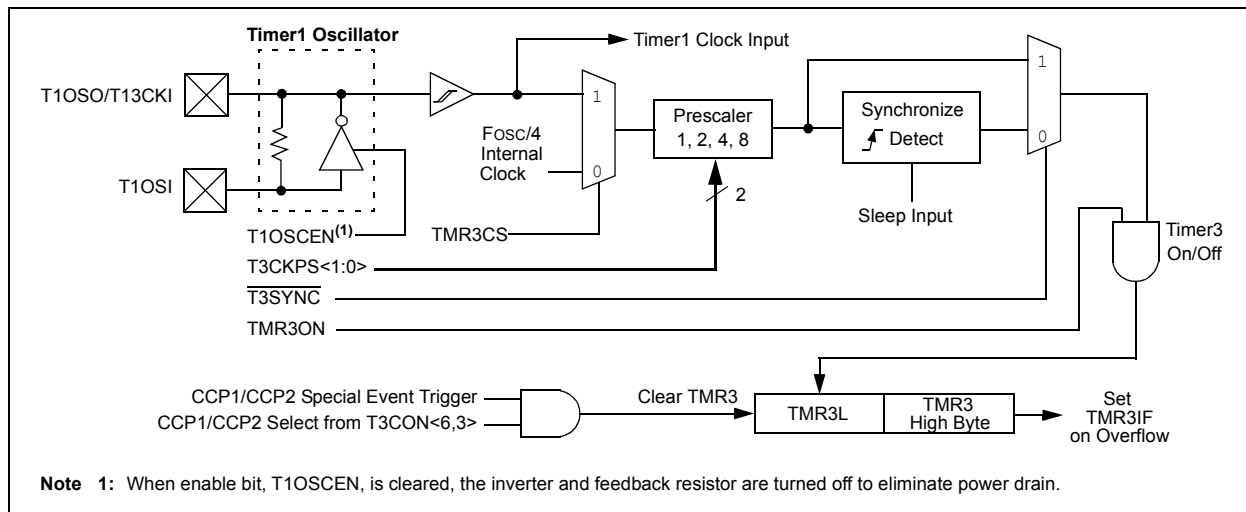 Timer1 Oscillator
Timer1 Clock Input
T1OSO/T13CKI
1
1
Prescaler
1, 2, 4, 8
Synchronize
Detect
FOSC/4
Internal
Clock
0
0
T1OSI
2
Sleep Input
T1OSCEN(1)
TMR3CS
Timer3
On/Off
T3CKPS<1:0>
T3SYNC
TMR3ON
CCP1/CCP2 Special Event Trigger
CCP1/CCP2 Select from T3CON<6,3>
Clear TMR3
TMR3L
TMR3
High Byte
Set
TMR3IF
on Overflow
Note 1: When enable bit, T1OSCEN, is cleared, the inverter and feedback resistor are turned off to eliminate power drain.